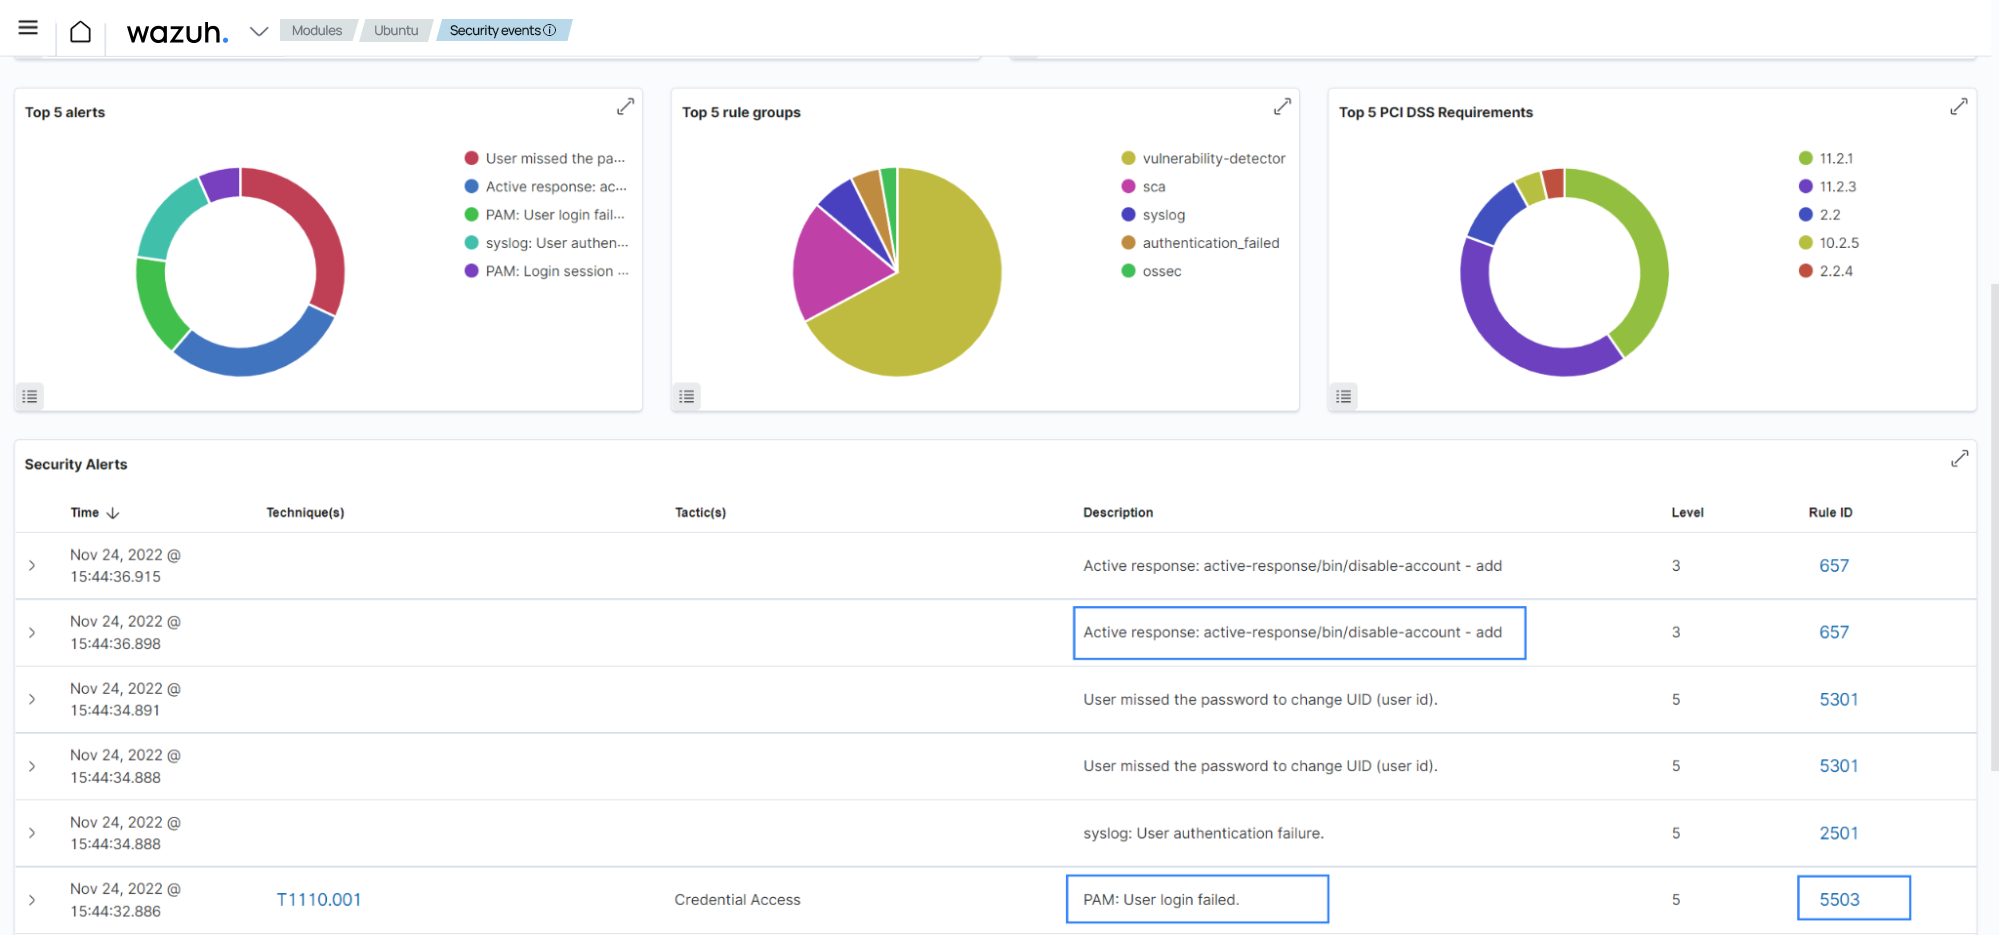 wazuh.
Modules
Ubuntu
Security events
Top 5 alerts
User missed the pa...
Active response: ac...
PAM: User login fail...
syslog: User authen...
PAM: Login session ...
Top 5 rule groups
vulnerability-detector
sca
syslog
authentication_failed
ossec
Top 5 PCI DSS Requirements
11.2.1
11.2.3
2.2
10.2.5
2.2.4
Security Alerts
Time Technique(s) Tactic(s) Description Level Rule ID
Nov 24, 2022 @
15:44:36.915
Active response: active-response/bin/disable-account - add 3 657
Nov 24, 2022 @
15:44:36.898
Active response: active-response/bin/disable-account - add 3 657
Nov 24, 2022 @
15:44:34.891
User missed the password to change UID (user id). 5 5301
Nov 24, 2022 @
15:44:34.888
User missed the password to change UID (user id). 5 5301
Nov 24, 2022 @
15:44:34.888
syslog: User authentication failure. 5 2501
Nov 24, 2022 @
15:44:32.886
T1110.001 Credential Access PAM: User login failed. 5 5503